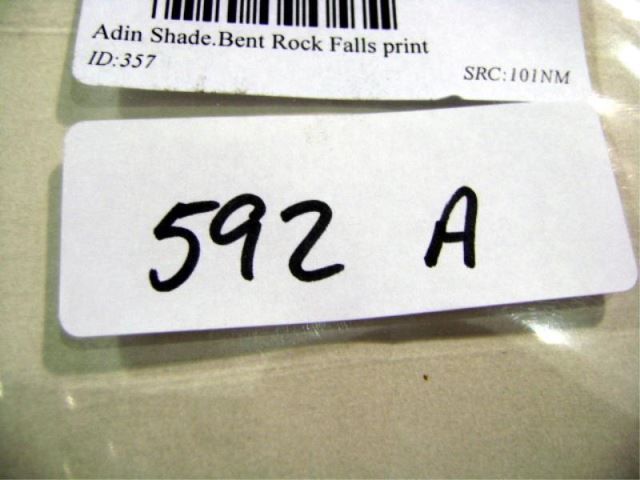 Adin Shade.Bent Rock Falls print
ID:357
SRC:101NM
592 A